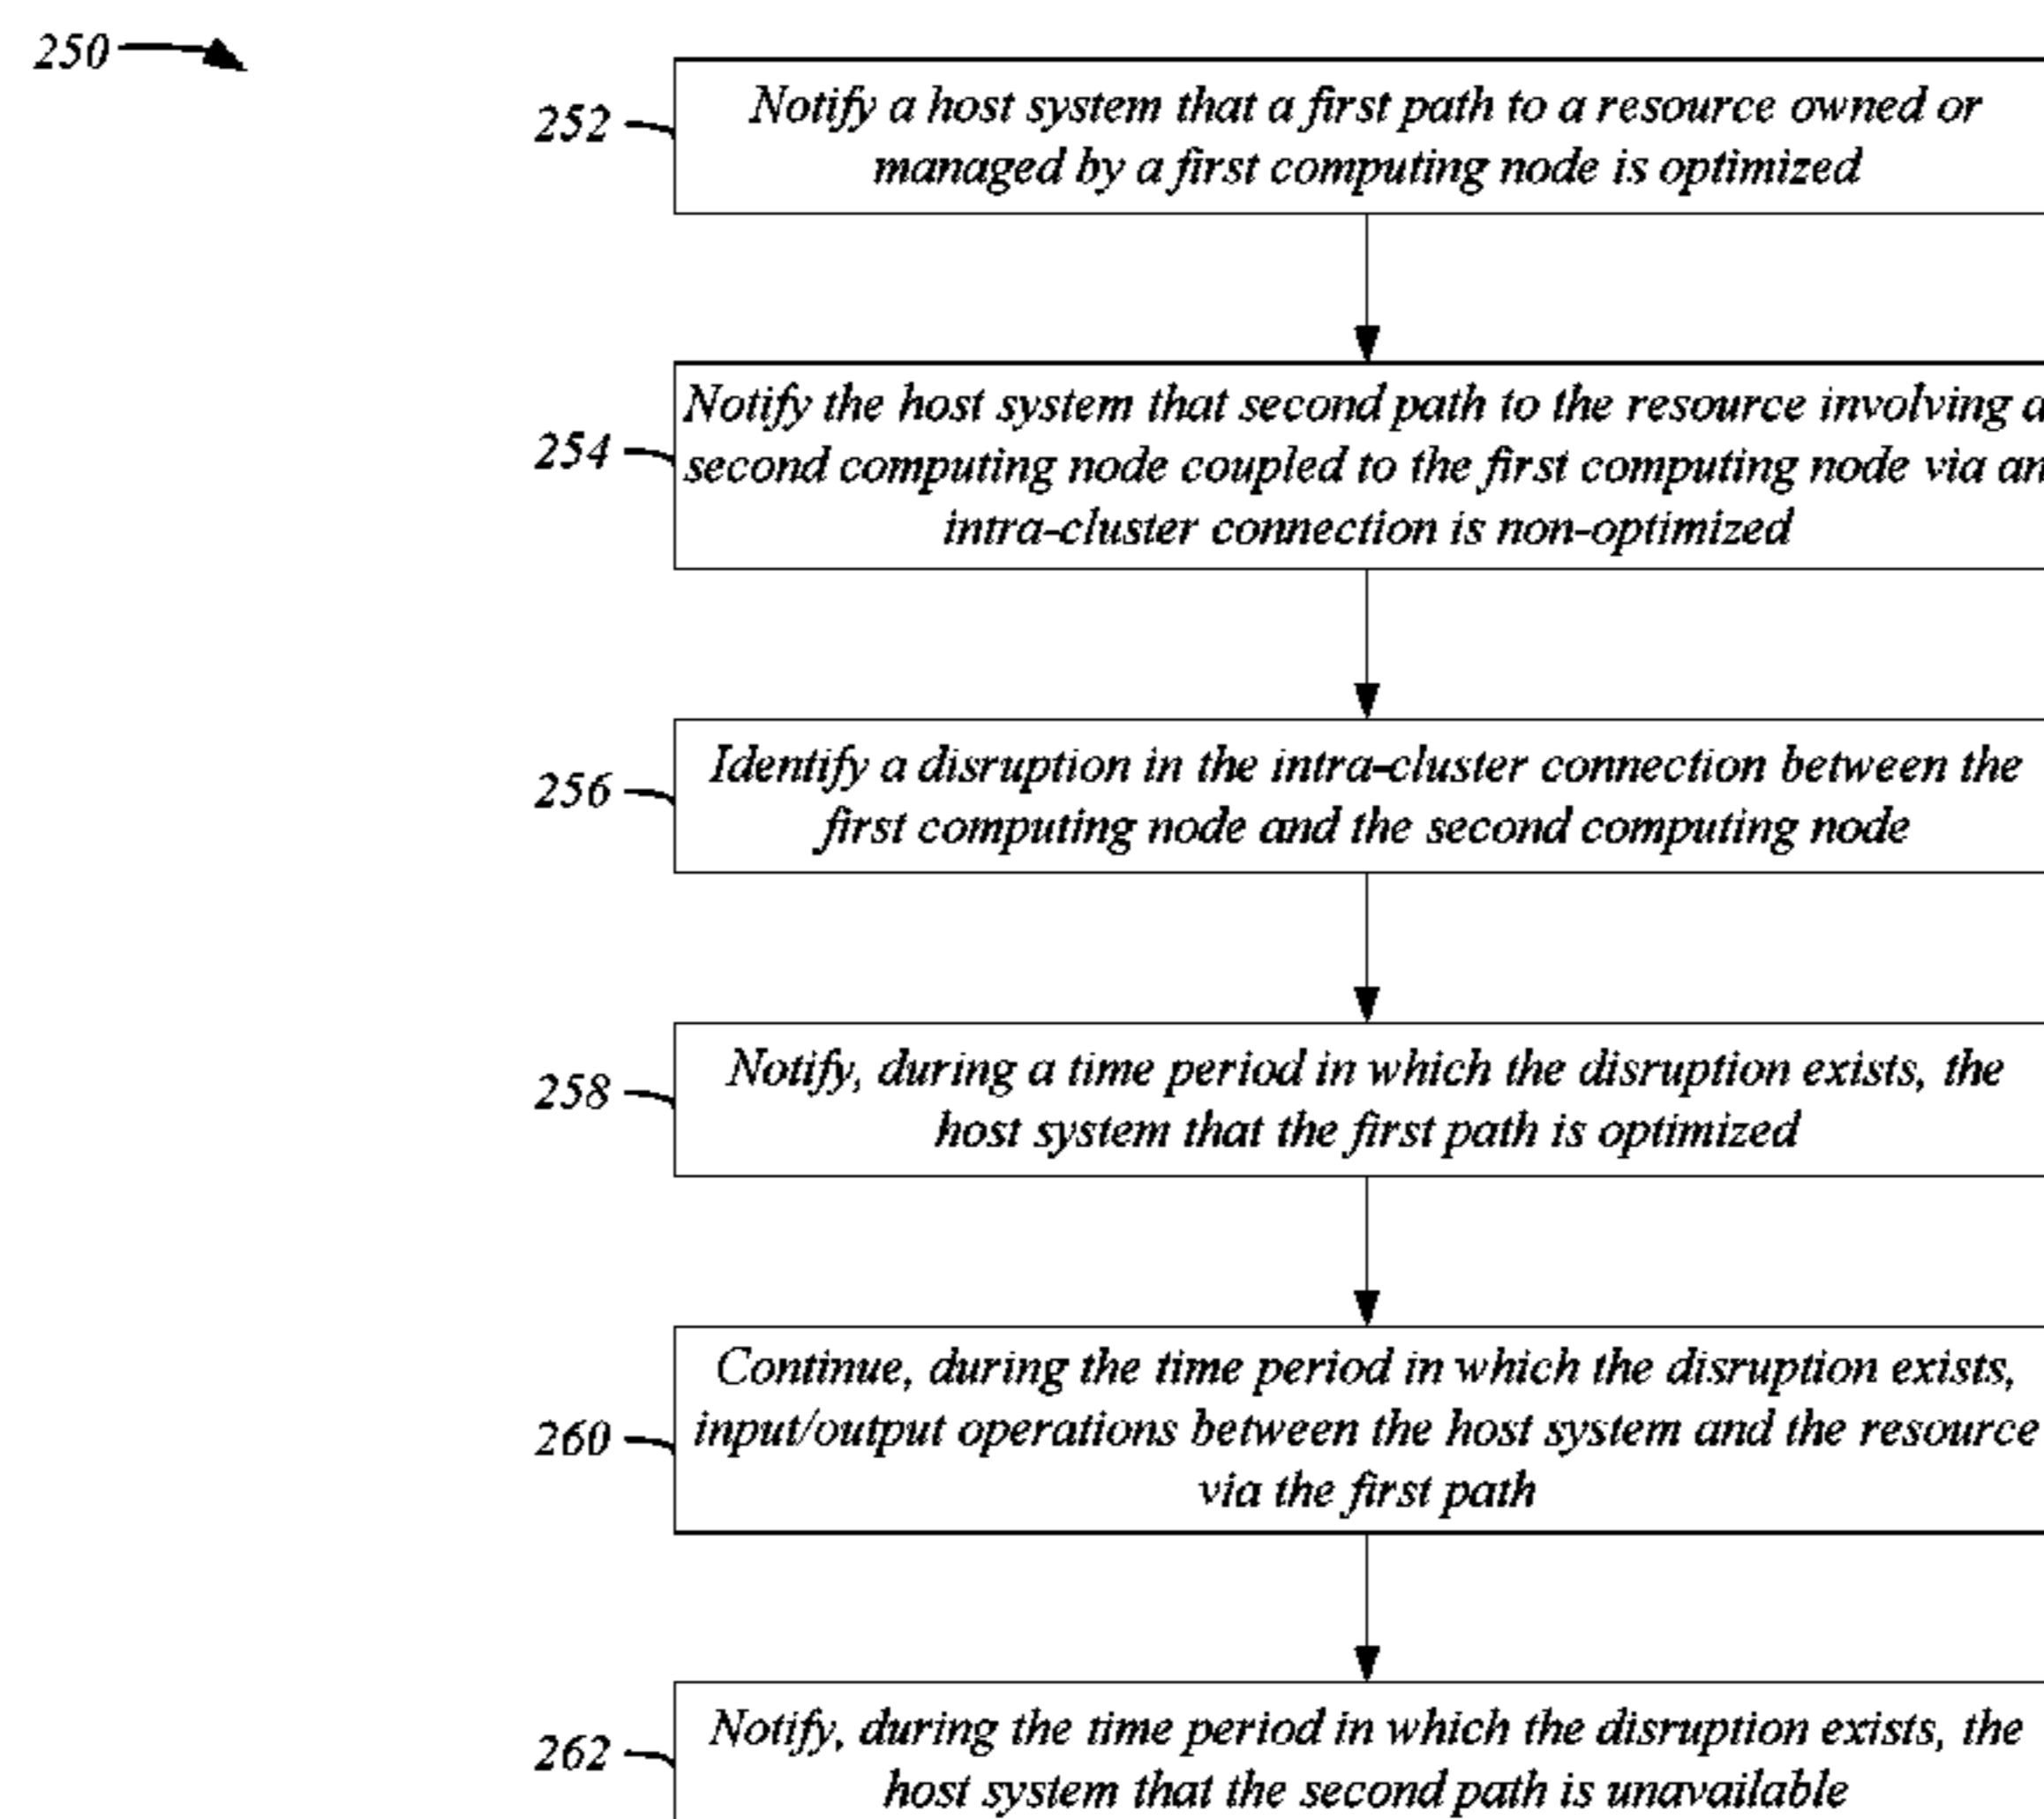 250
252
Notify a host system that a first path to a resource owned or
managed by a first computing node is optimized
254
Notify the host system that second path to the resource involving a
second computing node coupled to the first computing node via an
intra-cluster connection is non-optimized
256
Identify a disruption in the intra-cluster connection between the
first computing node and the second computing node
258
Notify, during a time period in which the disruption exists, the
host system that the first path is optimized
260
Continue, during the time period in which the disruption exists,
input/output operations between the host system and the resource
via the first path
262
Notify, during the time period in which the disruption exists, the
host system that the second path is unavailable